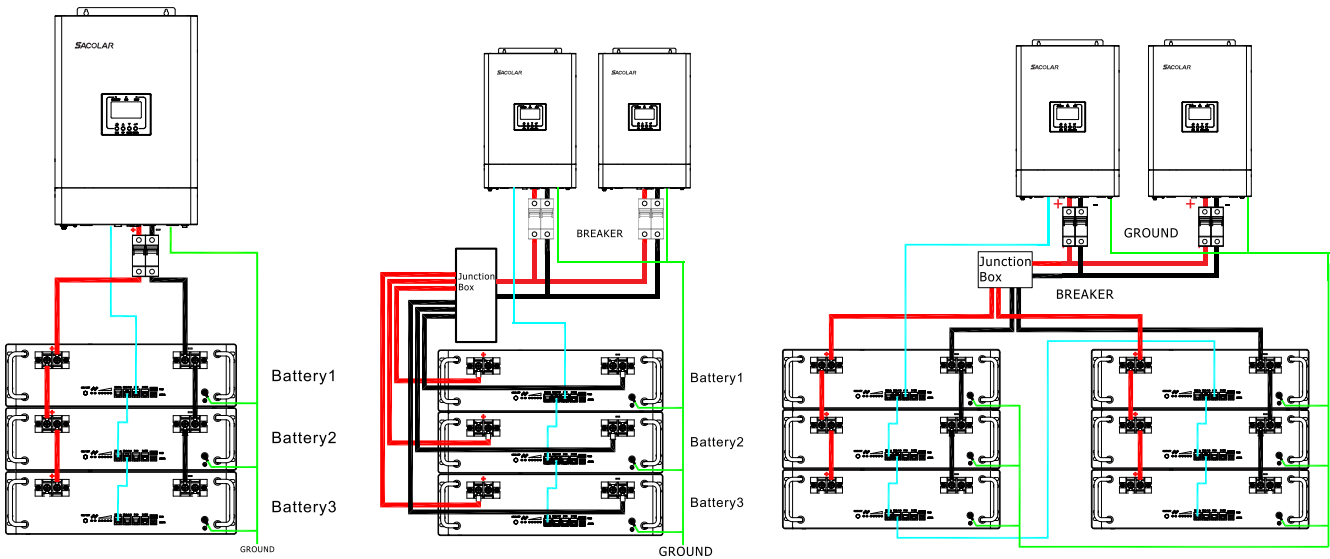 SACOLAR
+ -
Battery1
Battery2
Battery3
GROUND
SACOLAR
SACOLAR
BREAKER
Junction
Box
Battery1
Battery2
Battery3
GROUND
SACOLAR
SACOLAR
+ -
+ -
GROUND
Junction
Box
BREAKER